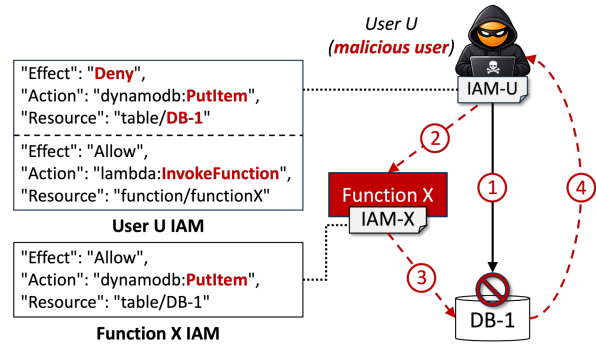 User U
(malicious user)
IAM-U
"Effect": "Deny",
"Action": "dynamodb:PutItem",
"Resource": "table/DB-1"
"Effect": "Allow",
"Action": "lambda:InvokeFunction",
"Resource": "function/functionX"
User U IAM
"Effect": "Allow",
"Action": "dynamodb:PutItem",
"Resource": "table/DB-1"
Function X IAM
2
1
4
Function X
IAM-X
3
DB-1